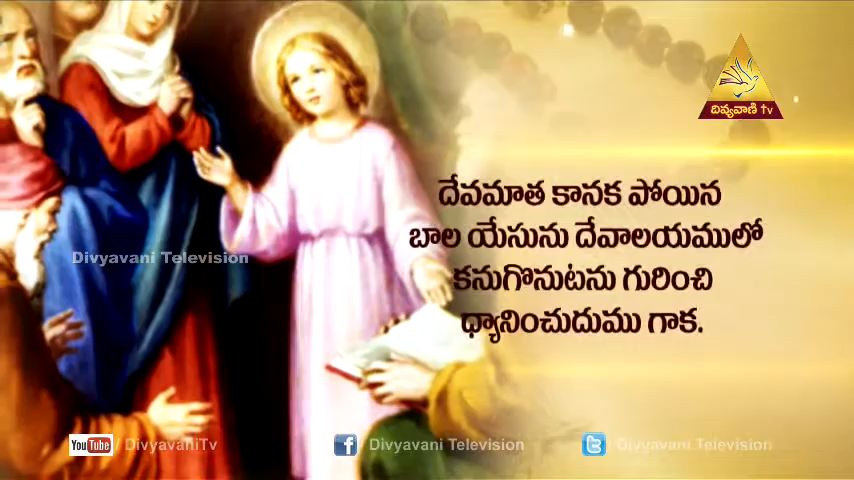 దివ్యవాణి tv
దేవమాత కానక పోయిన
బాల యేసును దేవాలయములో
కనుగొనుటను గురించి
ధ్యానించుదుము గాక.
Divyavani Television
YouTube / DivyavaniTv
f Divyavani Television
Divyavani Television